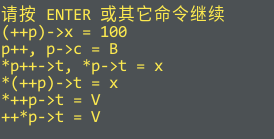 请按 ENTER 或其它命令继续
(++p)->x = 100
p++, p->c = B
*p++->t, *p->t = x
*(++p)->t = x
*++p->t = V
++*p->t = V